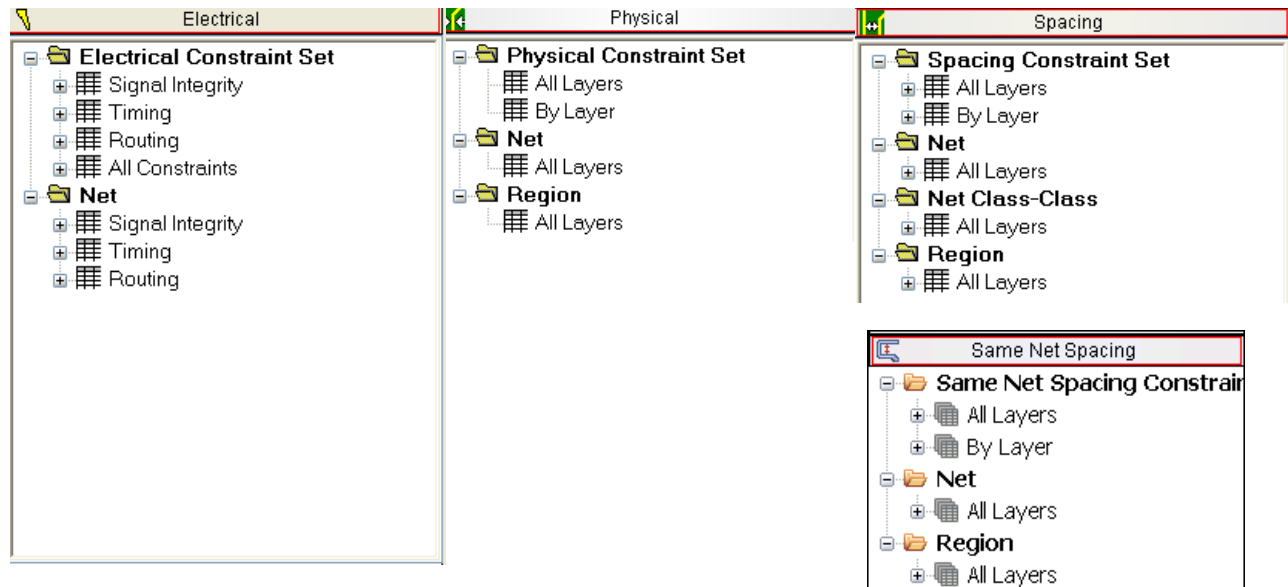 Electrical
Electrical Constraint Set
Signal Integrity
Timing
Routing
All Constraints
Net
Signal Integrity
Timing
Routing
Physical
Physical Constraint Set
All Layers
By Layer
Net
All Layers
Region
All Layers
Spacing
Spacing Constraint Set
All Layers
By Layer
Net
All Layers
Net Class-Class
All Layers
Region
All Layers
Same Net Spacing
Same Net Spacing Constrain
All Layers
By Layer
Net
All Layers
Region
All Layers